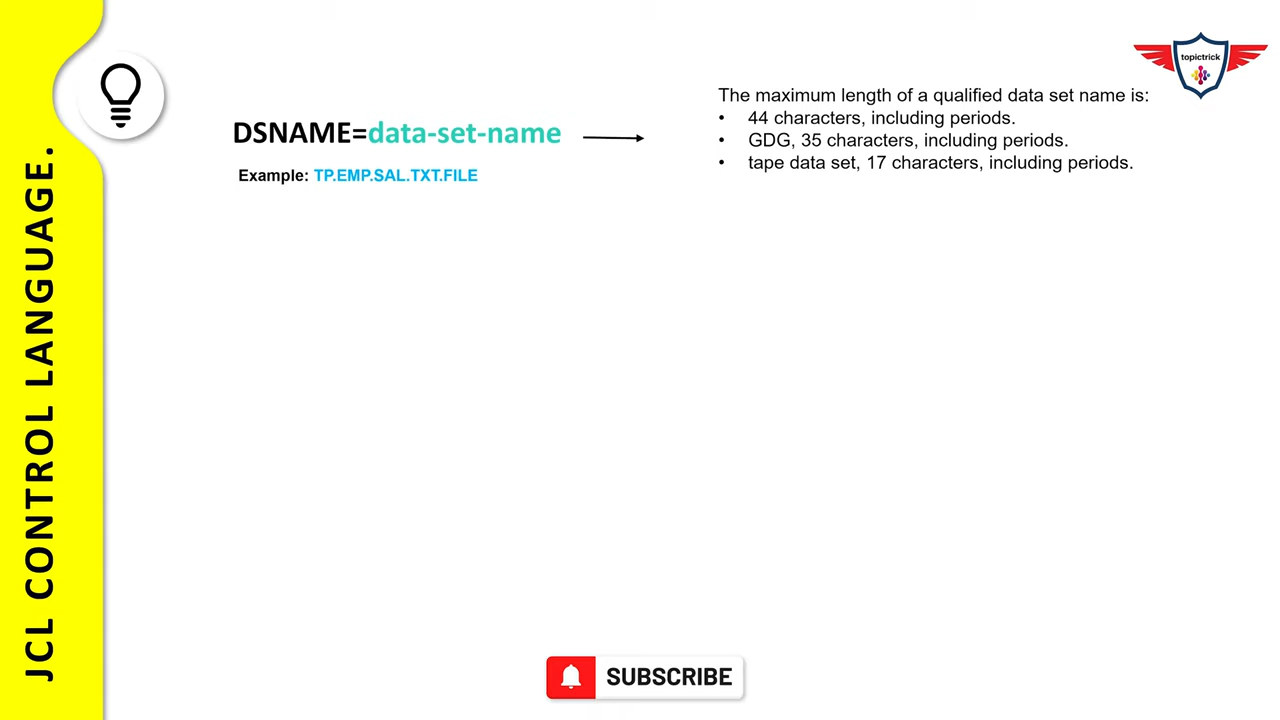 JCL CONTROL LANGUAGE.
topictrick
DSNAME=data-set-name
Example: TP.EMP.SAL.TXT.FILE
The maximum length of a qualified data set name is:
• 44 characters, including periods.
• GDG, 35 characters, including periods.
• tape data set, 17 characters, including periods.
SUBSCRIBE